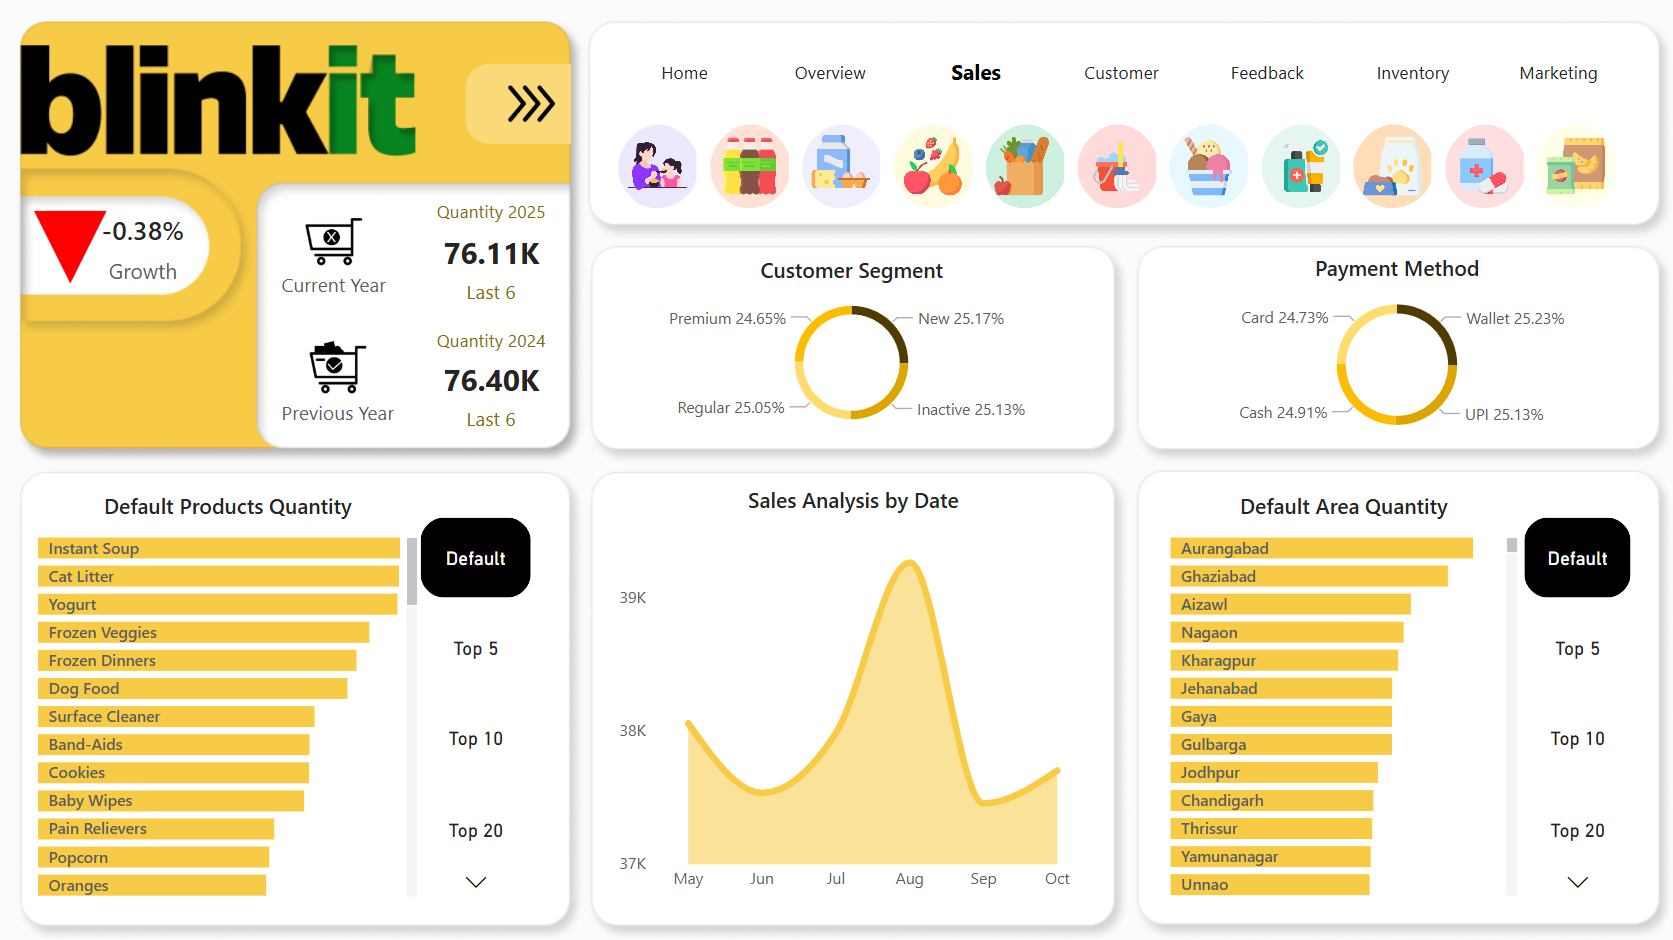 blinkit
-0.38%
Growth
Current Year
Quantity 2025
76.11K
Last 6
Previous Year
Quantity 2024
76.40K
Last 6
Home Overview Sales Customer Feedback Inventory Marketing
Customer Segment
Premium 24.65%
New 25.17%
Regular 25.05%
Inactive 25.13%
Payment Method
Card 24.73%
Wallet 25.23%
Cash 24.91%
UPI 25.13%
Default Products Quantity
Instant Soup
Cat Litter
Yogurt
Frozen Veggies
Frozen Dinners
Dog Food
Surface Cleaner
Band-Aids
Cookies
Baby Wipes
Pain Relievers
Popcorn
Oranges
Default
Top 5
Top 10
Top 20
Sales Analysis by Date
39K
38K
37K
May Jun Jul Aug Sep Oct
Default Area Quantity
Aurangabad
Ghaziabad
Aizawl
Nagaon
Kharagpur
Jehanabad
Gaya
Gulbarga
Jodhpur
Chandigarh
Thrissur
Yamunanagar
Unnao
Default
Top 5
Top 10
Top 20